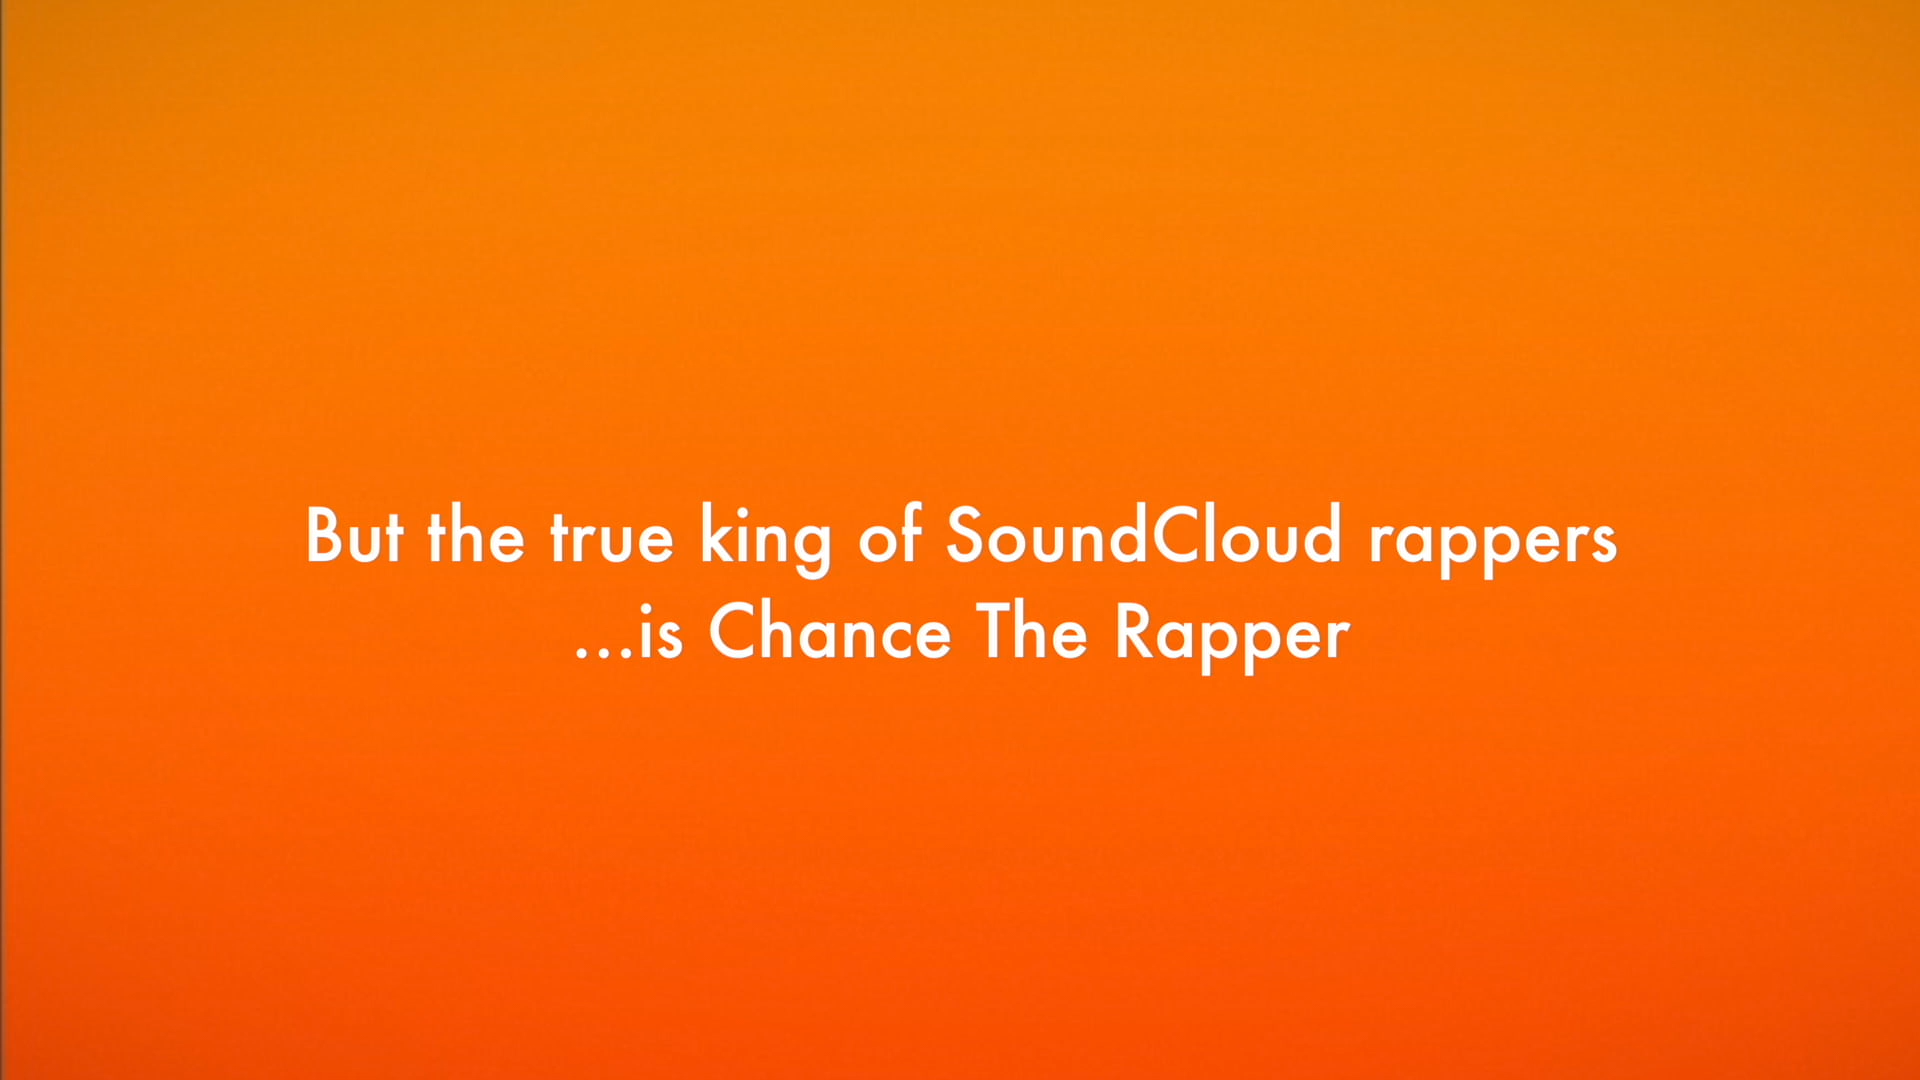 But the true king of SoundCloud rappers
...is Chance The Rapper